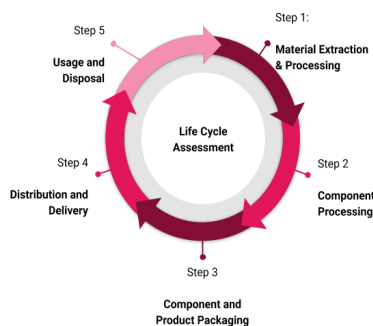 Step 1:
Material Extraction
& Processing
Step 2
Component
Processing
Step 3
Component and
Product Packaging
Step 4
Distribution and
Delivery
Step 5
Usage and
Disposal
Life Cycle
Assessment